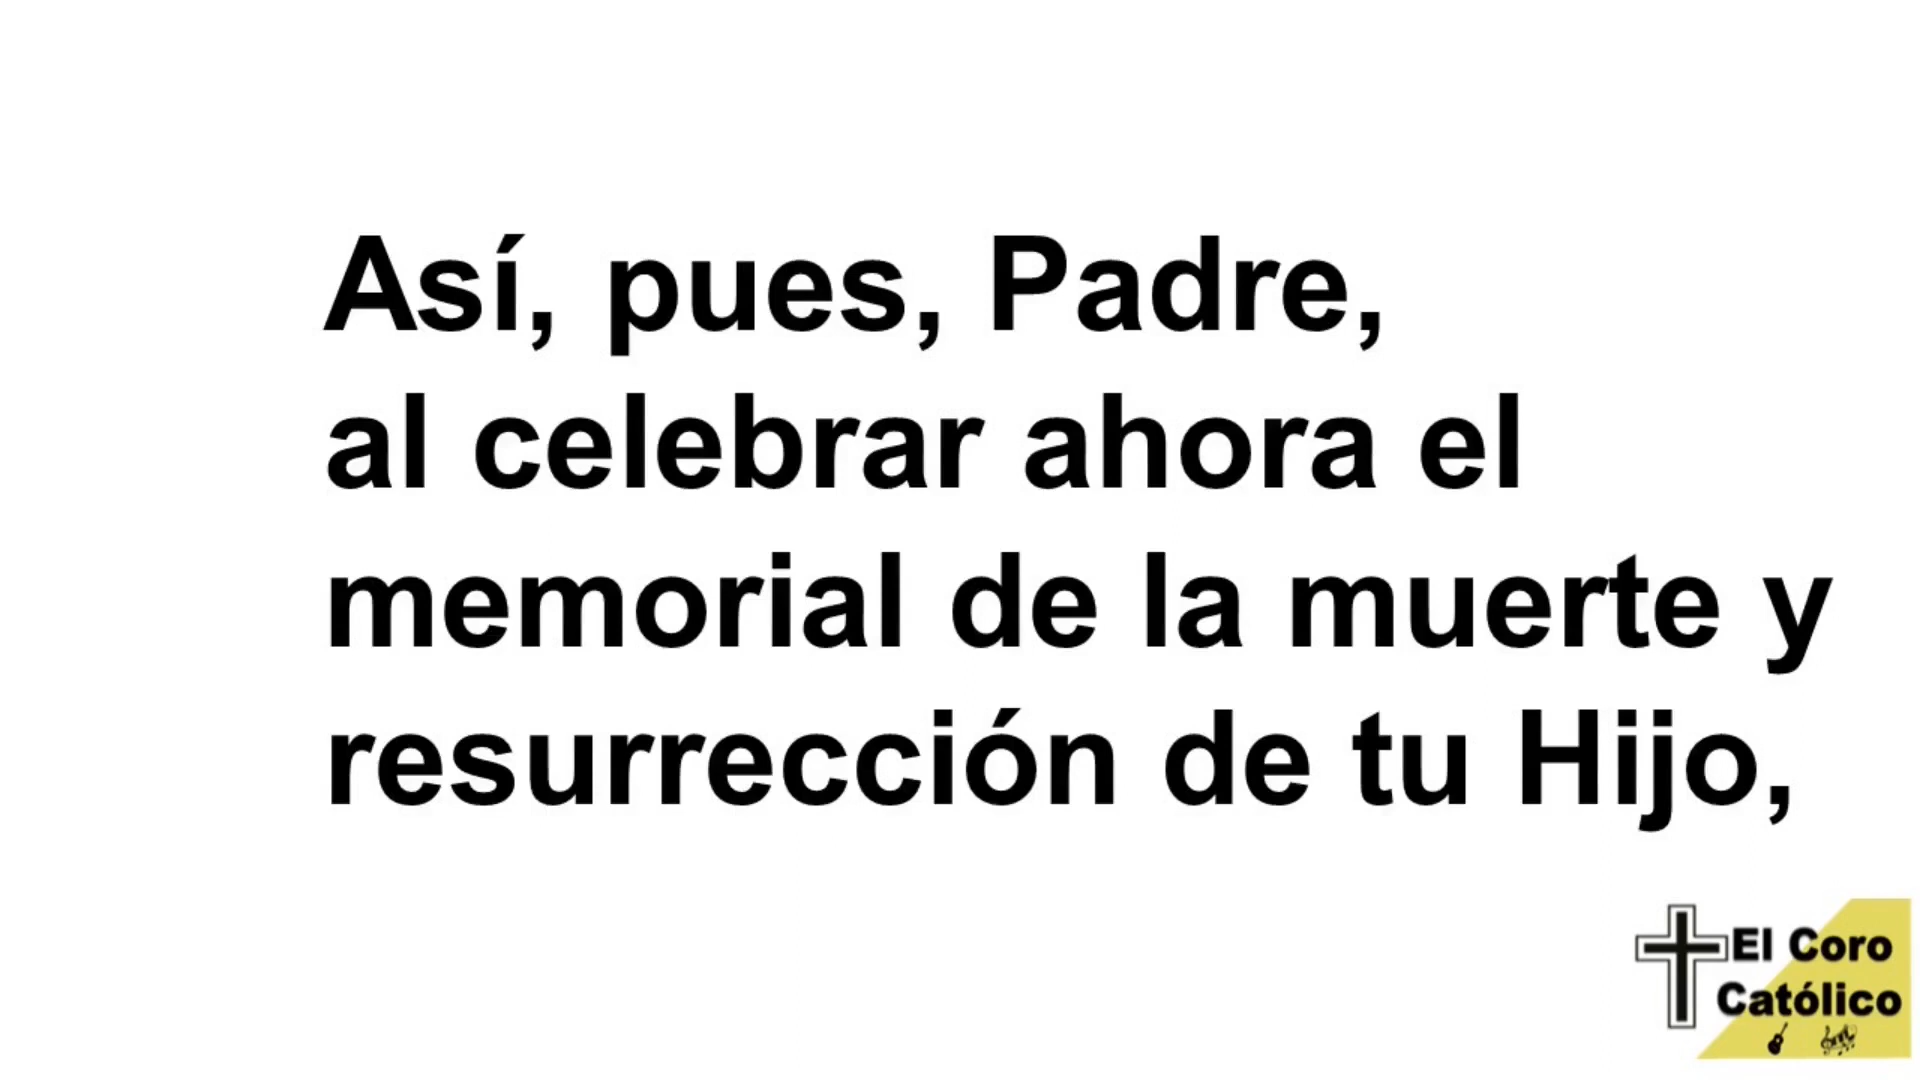 Así, pues, Padre,
al celebrar ahora el
memorial de la muerte y
resurrección de tu Hijo,
El Coro
Católico